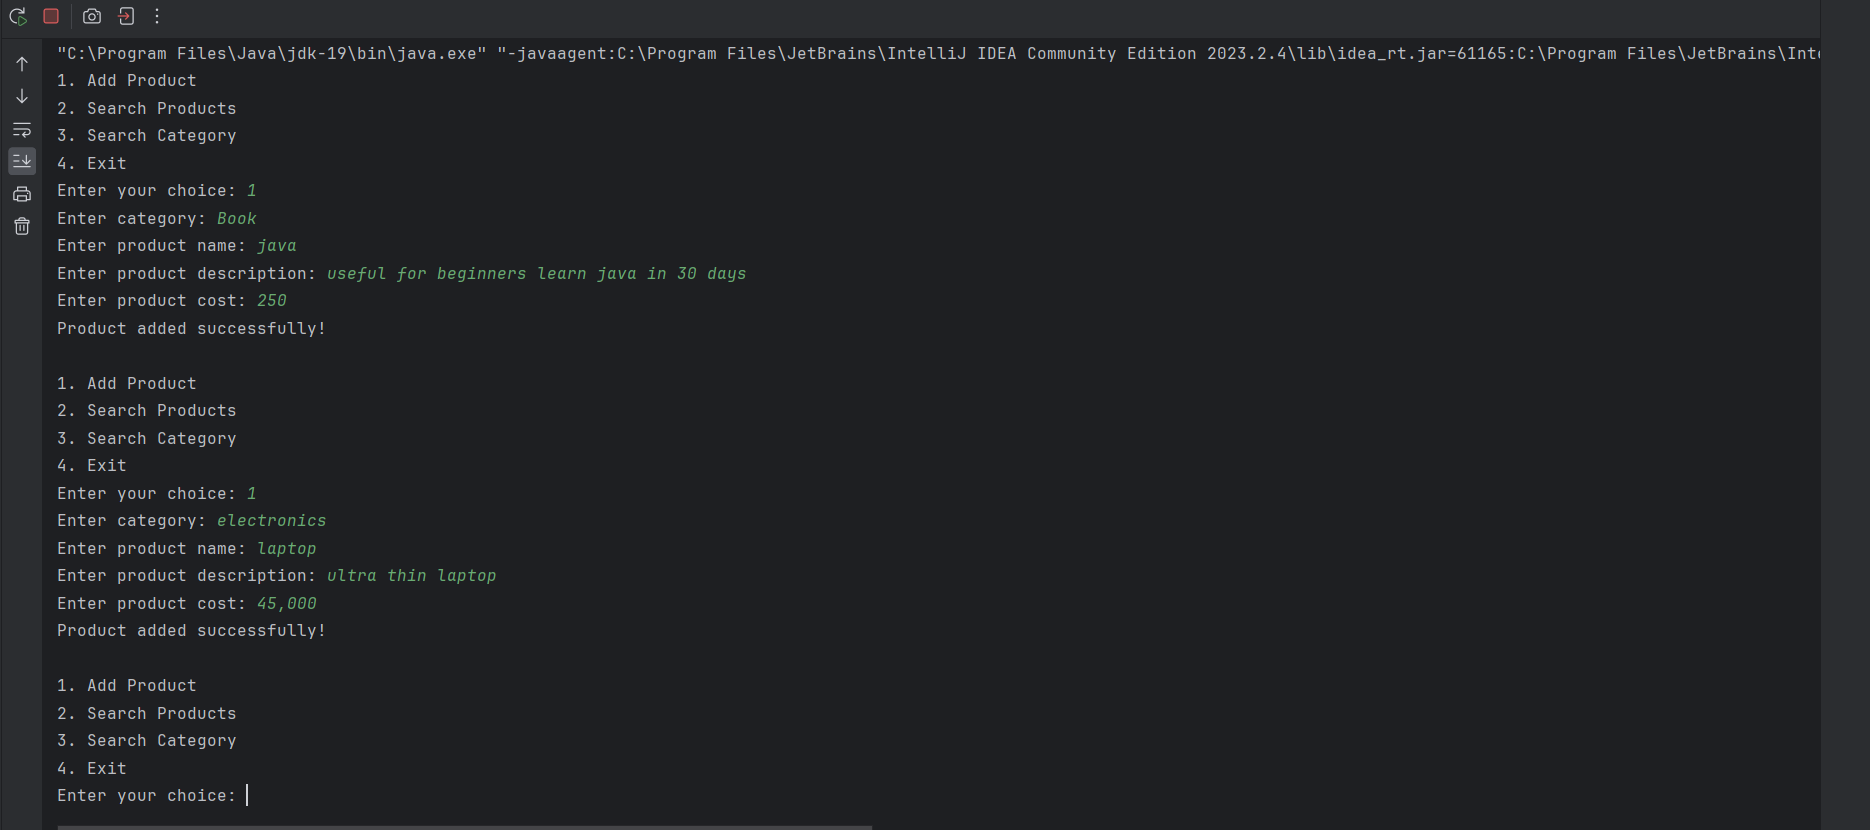 "C:\Program Files\Java\jdk-19\bin\java.exe" "-javaagent:C:\Program Files\JetBrains\IntelliJ IDEA Community Edition 2023.2.4\lib\idea_rt.jar=61165:C:\Program Files\JetBrains\Inte
1. Add Product
2. Search Products
3. Search Category
4. Exit
Enter your choice: 1
Enter category: Book
Enter product name: java
Enter product description: useful for beginners learn java in 30 days
Enter product cost: 250
Product added successfully!
1. Add Product
2. Search Products
3. Search Category
4. Exit
Enter your choice: 1
Enter category: electronics
Enter product name: laptop
Enter product description: ultra thin laptop
Enter product cost: 45,000
Product added successfully!
1. Add Product
2. Search Products
3. Search Category
4. Exit
Enter your choice: